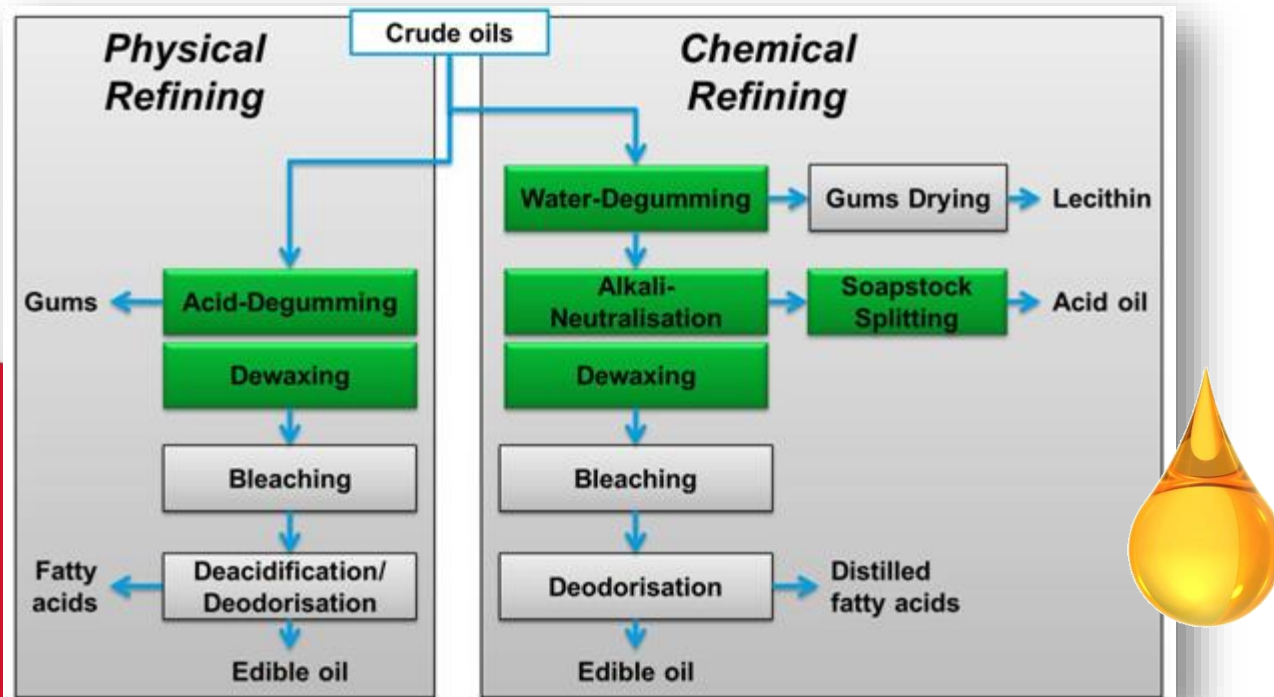 Crude oils
Physical
Refining
Gums
Acid-Degumming
Dewaxing
Bleaching
Fatty
acids
Deacidification/
Deodorisation
Edible oil
Chemical
Refining
Water-Degumming
Gums Drying
Lecithin
Alkali-
Neutralisation
Soapstock
Splitting
Acid oil
Dewaxing
Bleaching
Deodorisation
Distilled
fatty acids
Edible oil